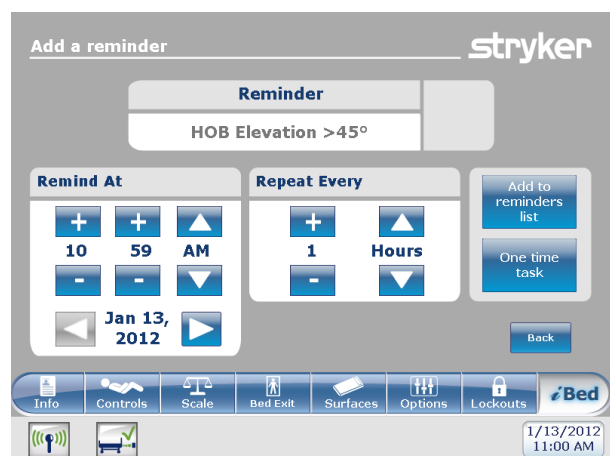 Add a reminder
stryker
Reminder
HOB Elevation >45°
Remind At
Repeat Every
10 59 AM
1 Hours
Jan 13,
2012
Add to
reminders
list
One time
task
Back
Info Controls Scale Bed Exit Surfaces Options Lockouts iBed
1/13/2012
11:00 AM